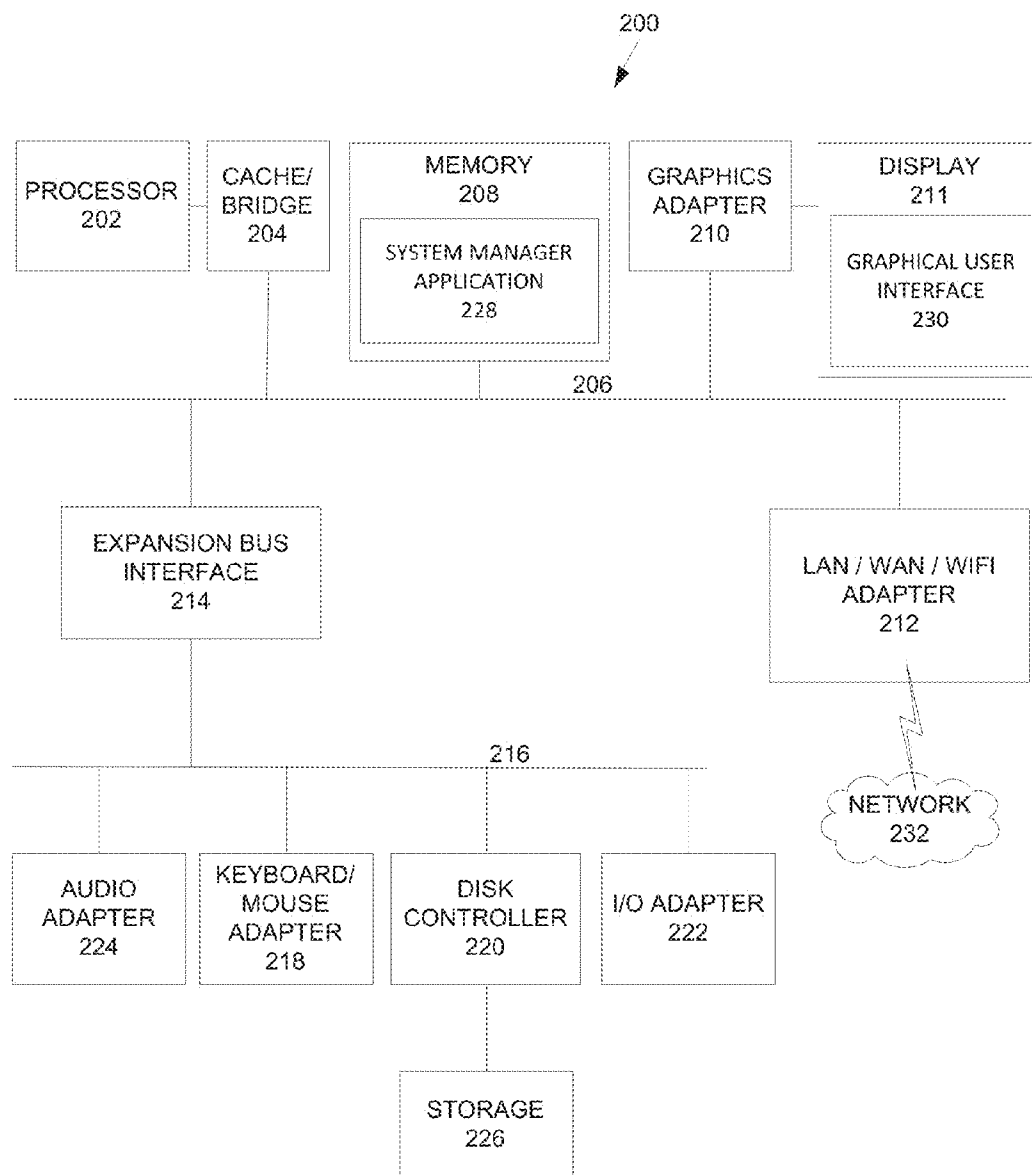 200
PROCESSOR
202
CACHE/
BRIDGE
204
MEMORY
208
SYSTEM MANAGER
APPLICATION
228
GRAPHICS
ADAPTER
210
DISPLAY
211
GRAPHICAL USER
INTERFACE
230
206
EXPANSION BUS
INTERFACE
214
LAN / WAN / WIFI
ADAPTER
212
216
NETWORK
232
AUDIO
ADAPTER
224
KEYBOARD/
MOUSE
ADAPTER
218
DISK
CONTROLLER
220
I/O ADAPTER
222
STORAGE
226